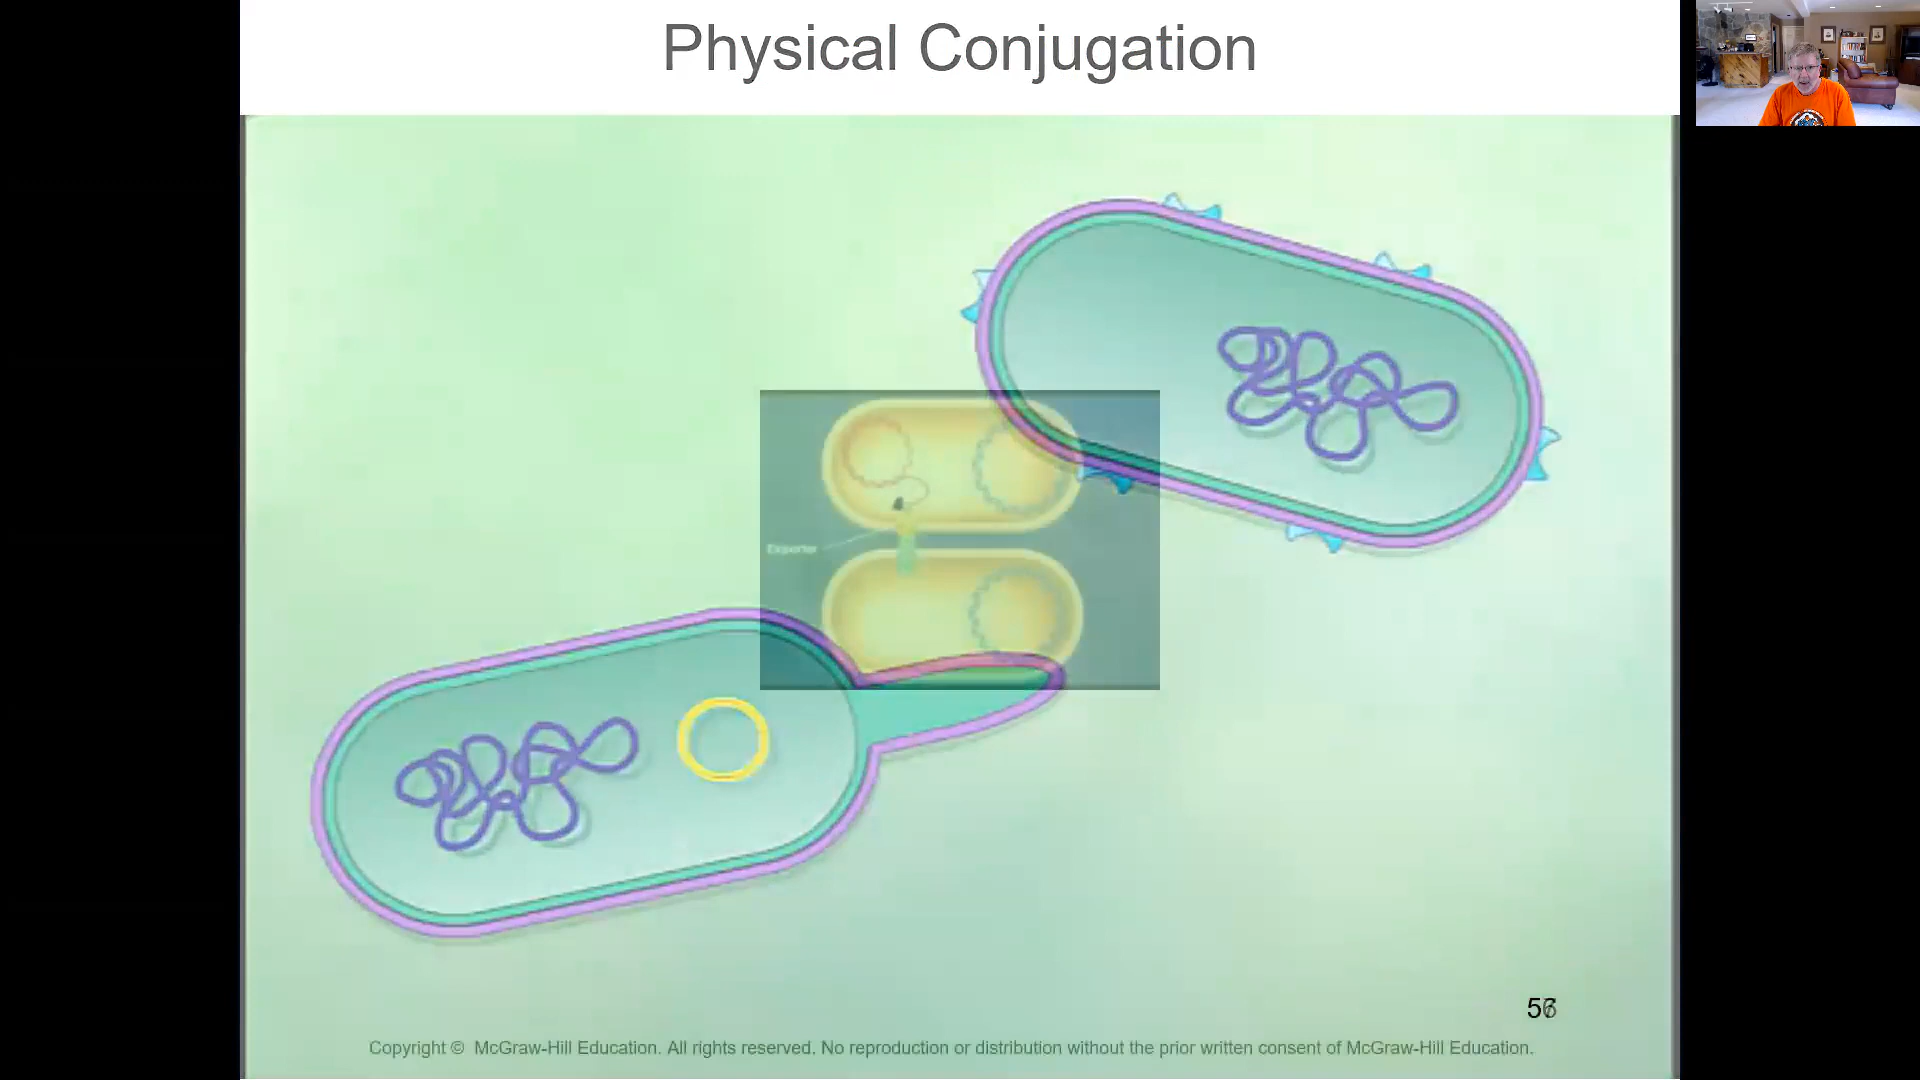 Physical Conjugation
Exporter
Copyright © McGraw-Hill Education. All rights reserved. No reproduction or distribution without the prior written consent of McGraw-Hill Education.